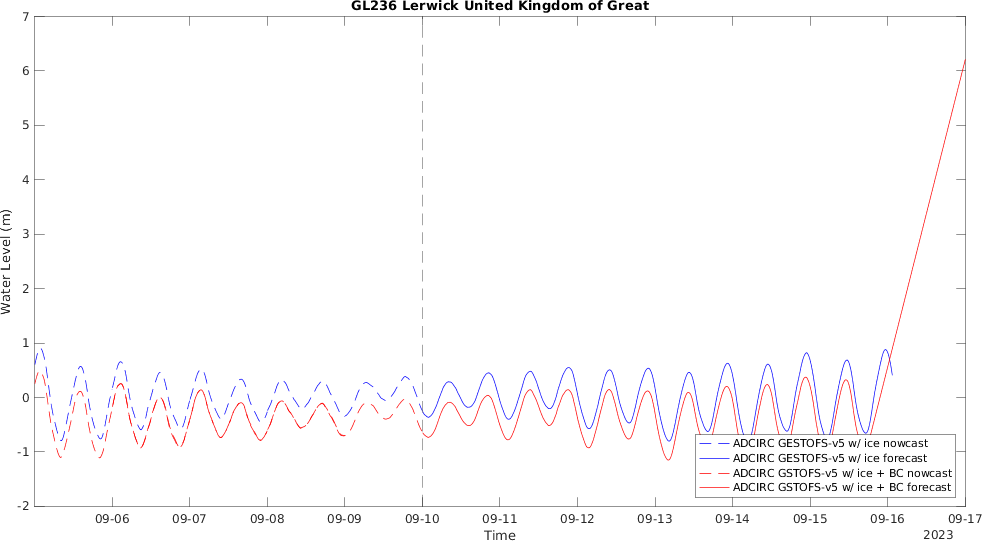 GL236 Lerwick United Kingdom of Great
7
6
5
4
3
2
1
0
-1
-2
Water Level (m)
ADCIRC GESTOFS-v5 w/ ice nowcast
ADCIRC GESTOFS-v5 w/ ice forecast
ADCIRC GSTOFS-v5 w/ ice + BC nowcast
ADCIRC GSTOFS-v5 w/ ice + BC forecast
09-06 09-07 09-08 09-09 09-10 09-11 09-12 09-13 09-14 09-15 09-16 09-17
Time
2023